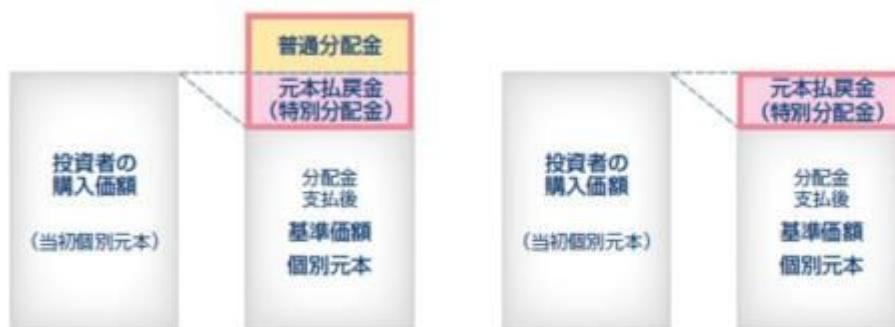 普通分配金
元本払戻金
（特別分配金）
投資者の
購入価額
（当初個別元本）
分配金
支払後
基準価額
個別元本
元本払戻金
（特別分配金）
投資者の
購入価額
（当初個別元本）
分配金
支払後
基準価額
個別元本